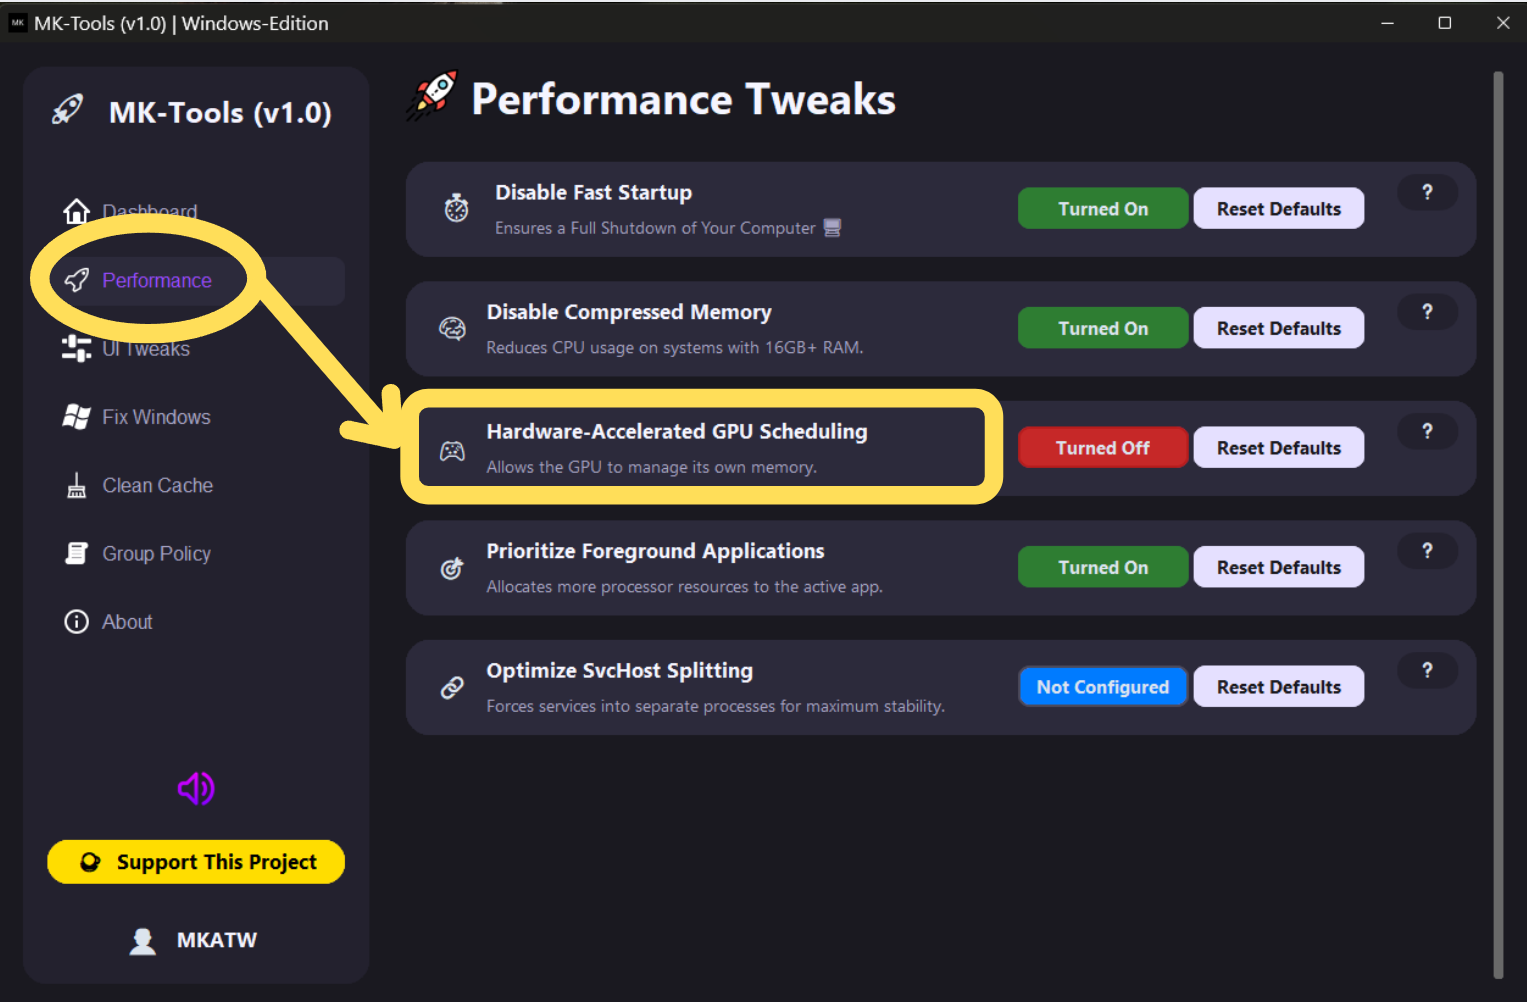 MK MK-Tools (v1.0) | Windows-Edition
MK-Tools (v1.0)
Dashboard
Performance
UI Tweaks
Fix Windows
Clean Cache
Group Policy
About
Support This Project
MKATW
Performance Tweaks
Disable Fast Startup
Ensures a Full Shutdown of Your Computer
Turned On
Reset Defaults
?
Disable Compressed Memory
Reduces CPU usage on systems with 16GB+ RAM.
Turned On
Reset Defaults
?
Hardware-Accelerated GPU Scheduling
Allows the GPU to manage its own memory.
Turned Off
Reset Defaults
?
Prioritize Foreground Applications
Allocates more processor resources to the active app.
Turned On
Reset Defaults
?
Optimize SvcHost Splitting
Forces services into separate processes for maximum stability.
Not Configured
Reset Defaults
?